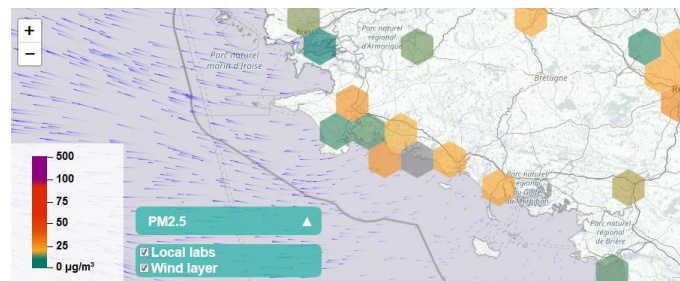 +
−
Parc naturel
régional
d'Armorique
Parc naturel
marin d'Iroise
Bretagne
Parc naturel
régional
du Golfe
du Morbihan
Parc naturel
régional
de Brière
500
100
75
50
25
0 µg/m³
PM2.5 ▲
Local labs
Wind layer